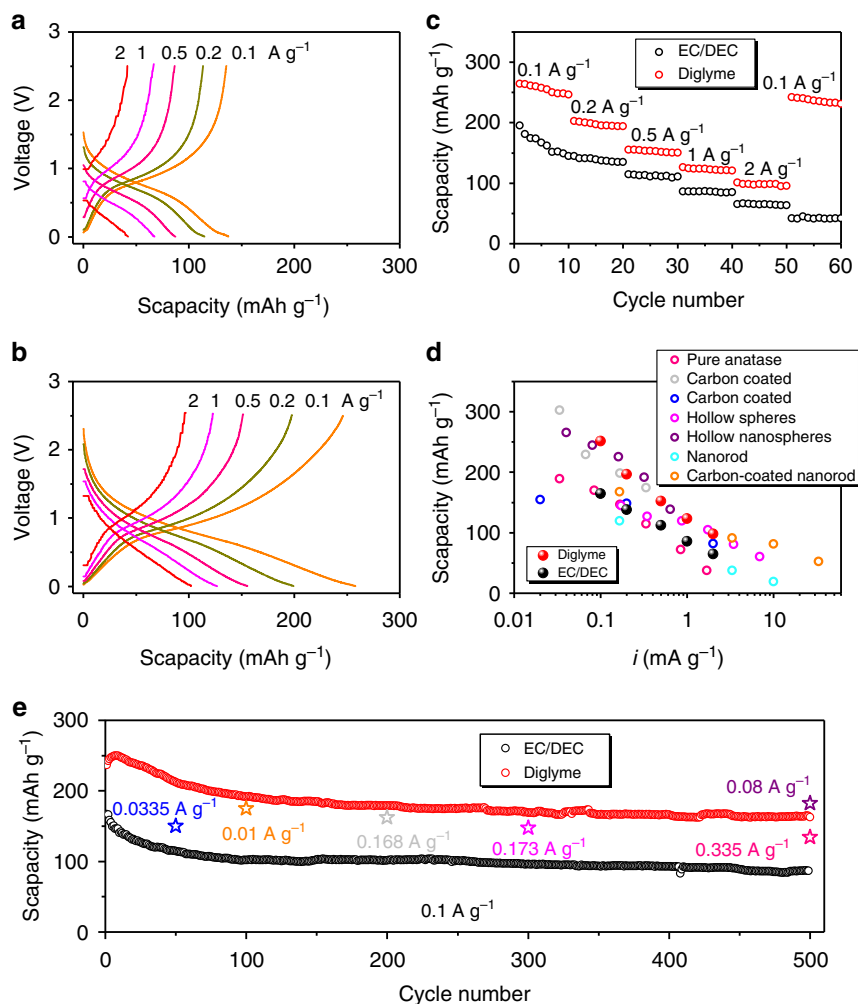 a
3
2
1
0
Voltage (V)
2 1 0.5 0.2 0.1 A g⁻¹
0 100 200 300
Scapacity (mAh g⁻¹)
c
300
200
100
0
Scapacity (mAh g⁻¹)
EC/DEC
Diglyme
0.1 A g⁻¹
0.2 A g⁻¹
0.5 A g⁻¹
1 A g⁻¹
2 A g⁻¹
0.1 A g⁻¹
0 10 20 30 40 50 60
Cycle number
b
3
2
1
0
Voltage (V)
2 1 0.5 0.2 0.1 A g⁻¹
0 100 200 300
Scapacity (mAh g⁻¹)
d
Pure anatase
Carbon coated
Carbon coated
Hollow spheres
Hollow nanospheres
Nanorod
Carbon-coated nanorod
300
200
100
0
Scapacity (mAh g⁻¹)
Diglyme
EC/DEC
0.01 0.1 1 10
i (mA g⁻¹)
e
300
200
100
0
Scapacity (mAh g⁻¹)
EC/DEC
Diglyme
0.0335 A g⁻¹
0.01 A g⁻¹
0.168 A g⁻¹
0.173 A g⁻¹
0.08 A g⁻¹
0.335 A g⁻¹
0.1 A g⁻¹
0 100 200 300 400 500
Cycle number